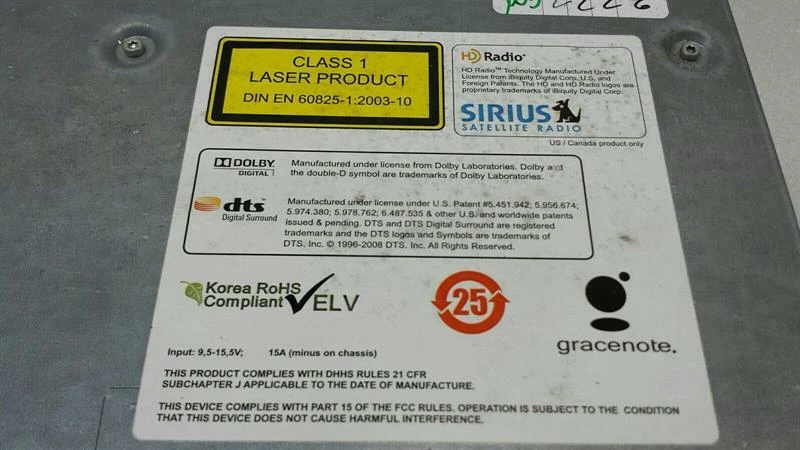 CLASS 1
LASER PRODUCT
DIN EN 60825-1:2003-10
HD Radio™
HD Radio™ Technology Manufactured Under
License from iBiquity Digital Corp. U.S. and
Foreign Patents. The HD and HD Radio logos are
proprietary trademarks of iBiquity Digital Corp.
SIRIUS
SATELLITE RADIO
US / Canada product only
DOLBY
DIGITAL
Manufactured under license from Dolby Laboratories. Dolby and
the double-D symbol are trademarks of Dolby Laboratories.
dts
Digital Surround
Manufactured under license under U.S. Patent #5.451.942; 5.956.674;
5.974.380; 5.978.762; 6.487.535 & other U.S. and worldwide patents
issued & pending. DTS and DTS Digital Surround are registered
trademarks and the DTS logos and Symbols are trademarks of
DTS. Inc. © 1996-2008 DTS. Inc. All Rights Reserved.
Korea RoHS
Compliant
ELV
25
gracenote.
Input: 9,5-15,5V; 15A (minus on chassis)
THIS PRODUCT COMPLIES WITH DHHS RULES 21 CFR
SUBCHAPTER J APPLICABLE TO THE DATE OF MANUFACTURE.
THIS DEVICE COMPLIES WITH PART 15 OF THE FCC RULES. OPERATION IS SUBJECT TO THE CONDITION
THAT THIS DEVICE DOES NOT CAUSE HARMFUL INTERFERENCE.